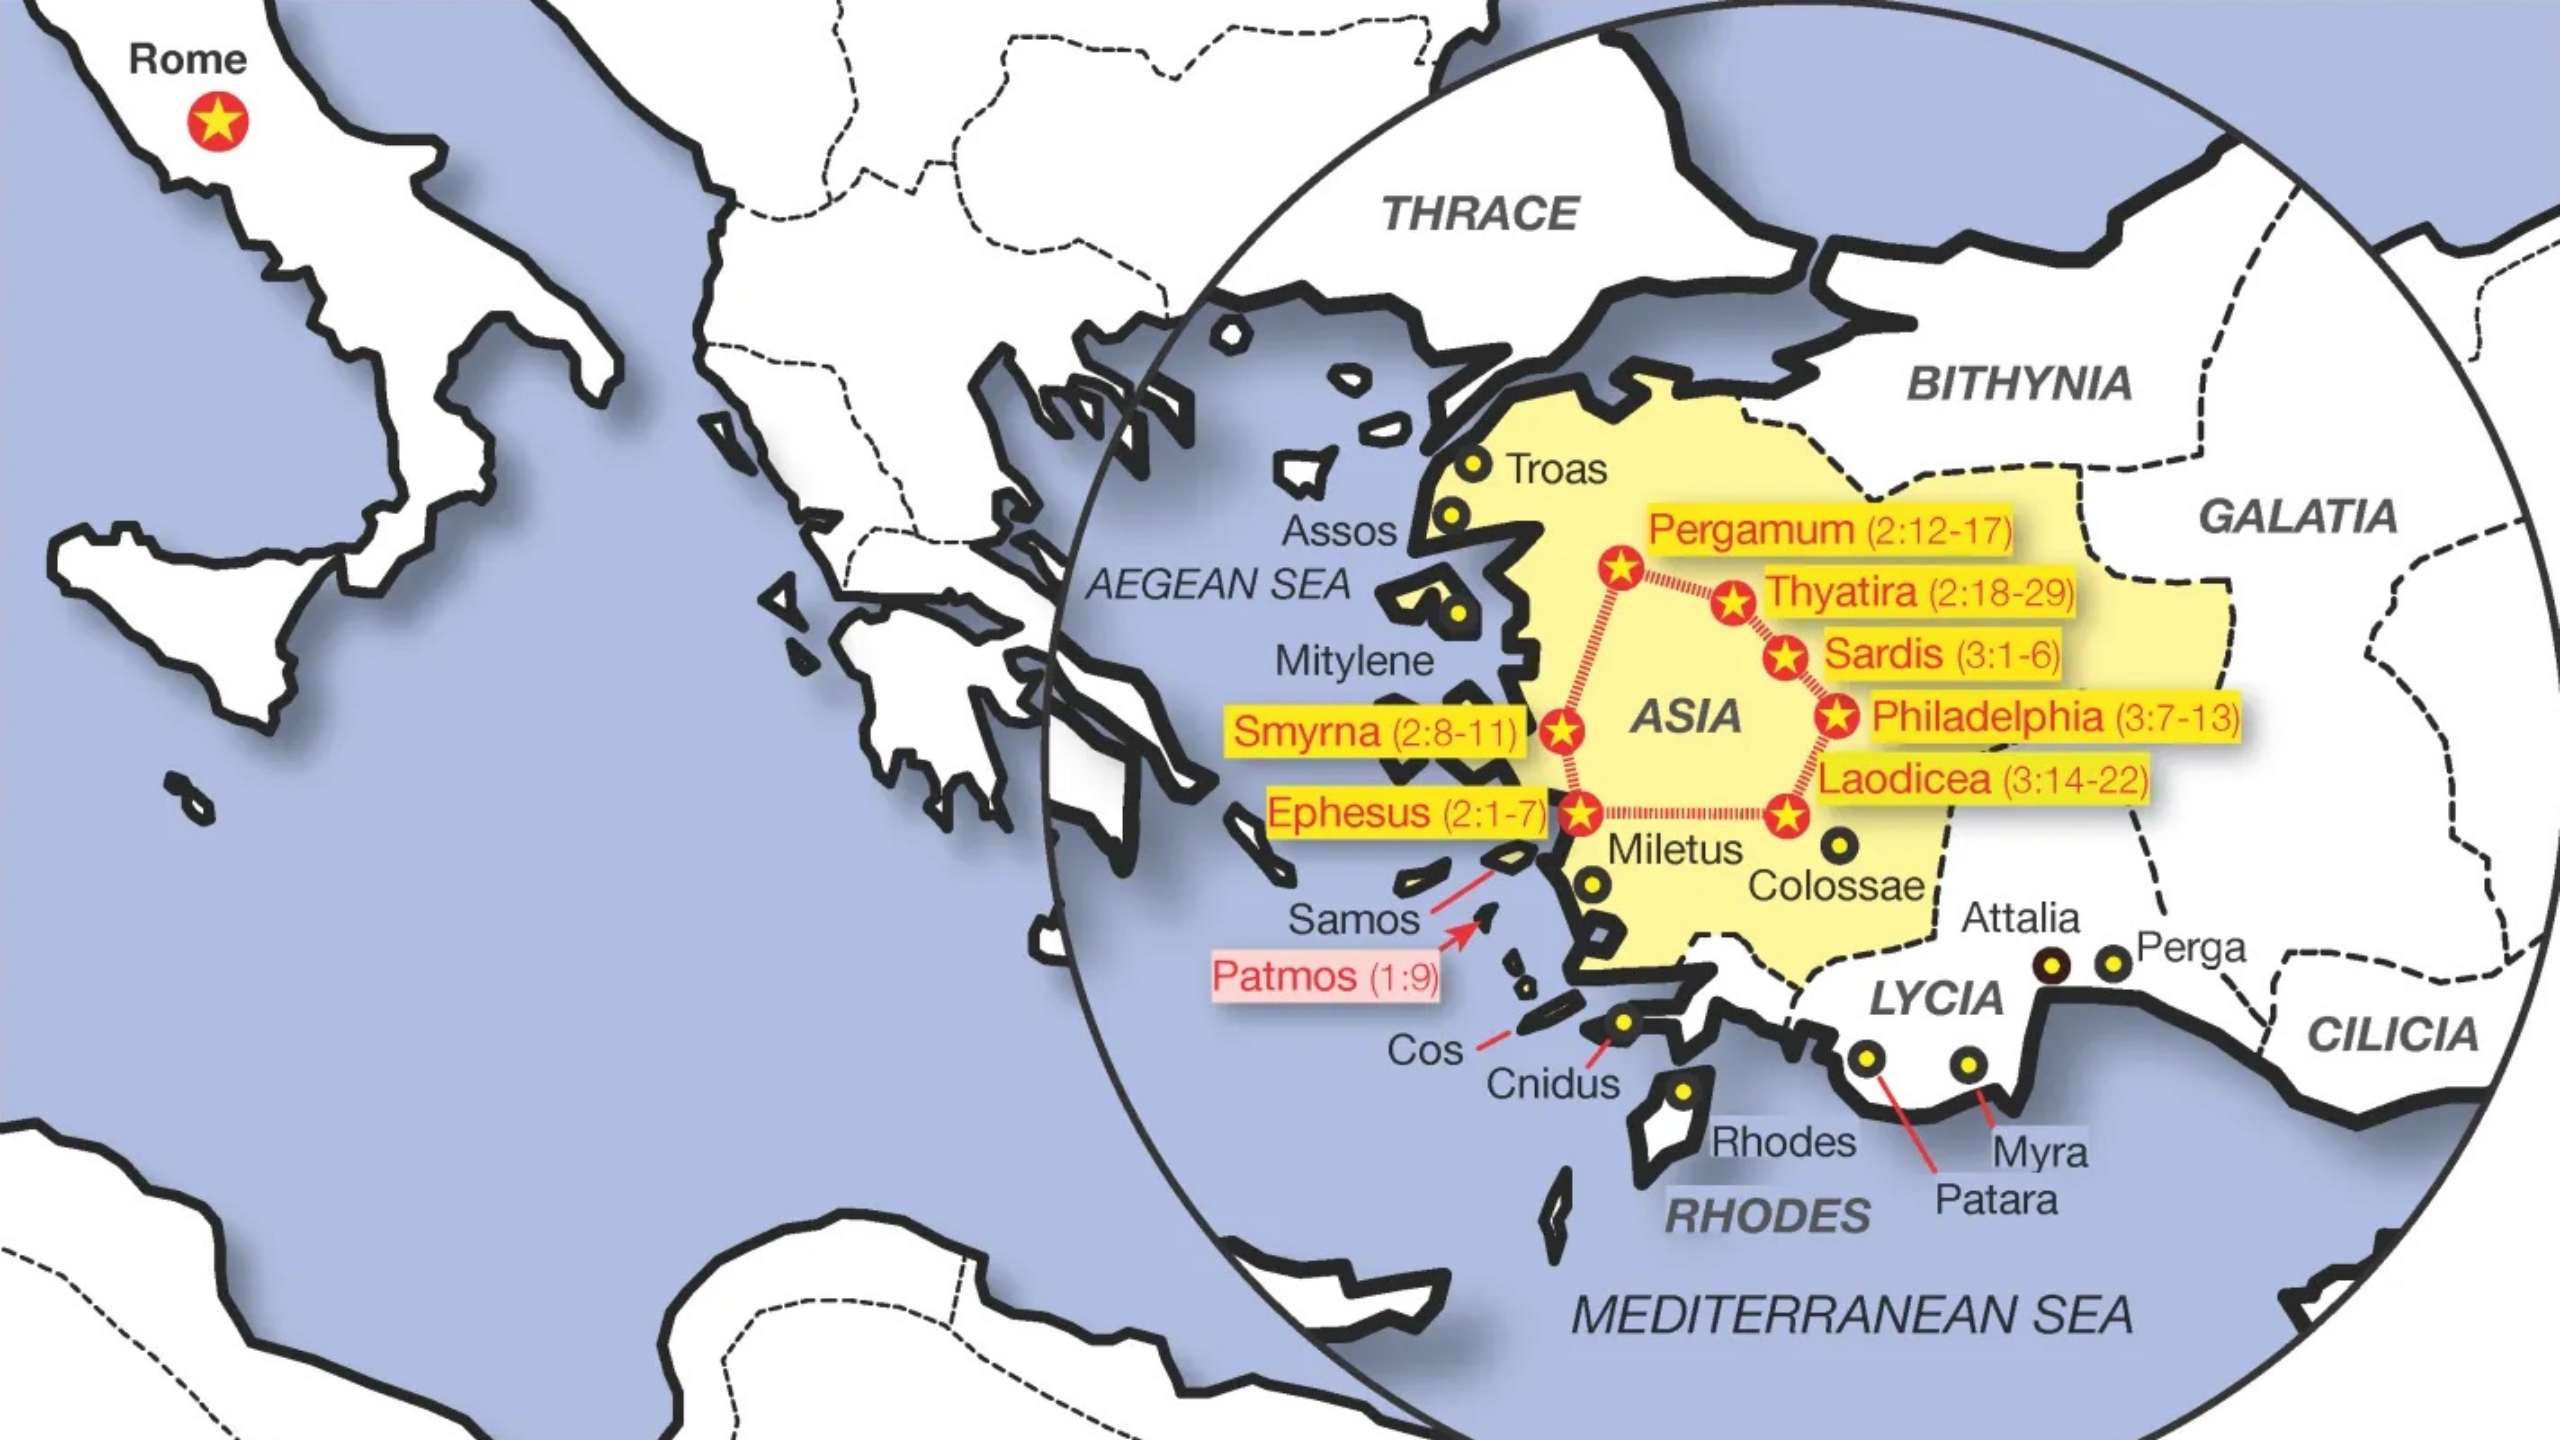 Rome
THRACE
BITHYNIA
GALATIA
Troas
Assos
Pergamum (2:12-17)
AEGEAN SEA
Thyatira (2:18-29)
Mitylene
Sardis (3:1-6)
ASIA
Philadelphia (3:7-13)
Smyrna (2:8-11)
Laodicea (3:14-22)
Ephesus (2:1-7)
Miletus
Colossae
Samos
Attalia
Perga
Patmos (1:9)
LYCIA
CILICIA
Cos
Cnidus
Rhodes
Myra
Patara
RHODES
MEDITERRANEAN SEA